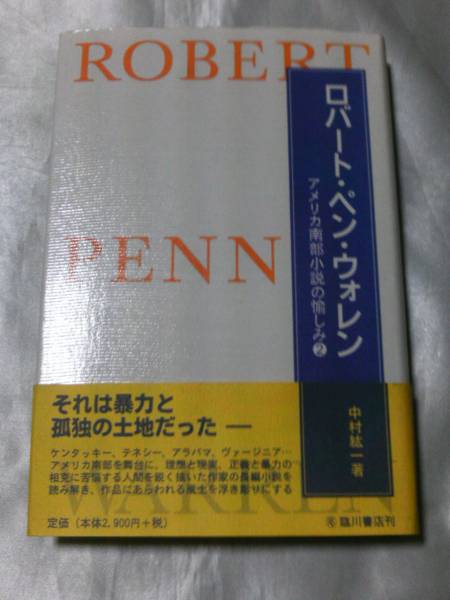 ROBERT
PENN
WARREN
ロバート・ペン・ウォレン
アメリカ南部小説の愉しみ❷
中村紘一著
それは暴力と
孤独の土地だった──
ケンタッキー、テネシー、アラバマ、ヴァージニア…
アメリカ南部を舞台に、理想と現実、正義と暴力の
相克に苦悩する人間を鋭く描いた作家の長編小説を
読み解き、作品にあらわれる風土を浮き彫りにする
定価（本体2,900円＋税）
臨川書店刊